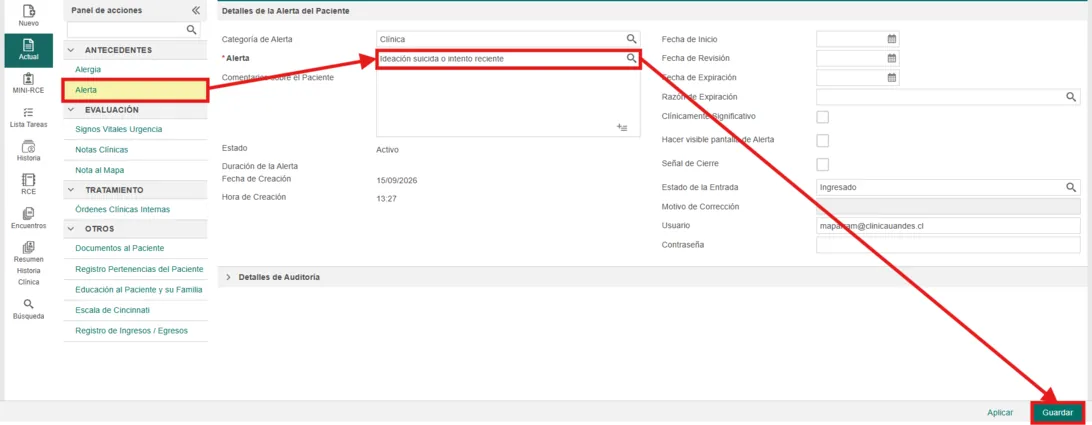 Nuevo
Actual
MINI-RCE
Lista Tareas
Historia
RCE
Encuentros
Resumen
Historia
Clínica
Búsqueda
Panel de acciones
ANTECEDENTES
Alergia
Alerta
EVALUACIÓN
Signos Vitales Urgencia
Notas Clínicas
Nota al Mapa
TRATAMIENTO
Órdenes Clínicas Internas
OTROS
Documentos al Paciente
Registro Pertenencias del Paciente
Educación al Paciente y su Familia
Escala de Cincinnati
Registro de Ingresos / Egresos
Detalles de la Alerta del Paciente
Categoría de Alerta Clínica
* Alerta Ideación suicida o intento reciente
Comentarios sobre el Paciente
Estado Activo
Duración de la Alerta
Fecha de Creación 15/09/2026
Hora de Creación 13:27
Fecha de Inicio
Fecha de Revisión
Fecha de Expiración
Razón de Expiración
Clínicamente Significativo
Hacer visible pantalla de Alerta
Señal de Cierre
Estado de la Entrada Ingresado
Motivo de Corrección
Usuario
Contraseña
Detalles de Auditoría
Aplicar Guardar